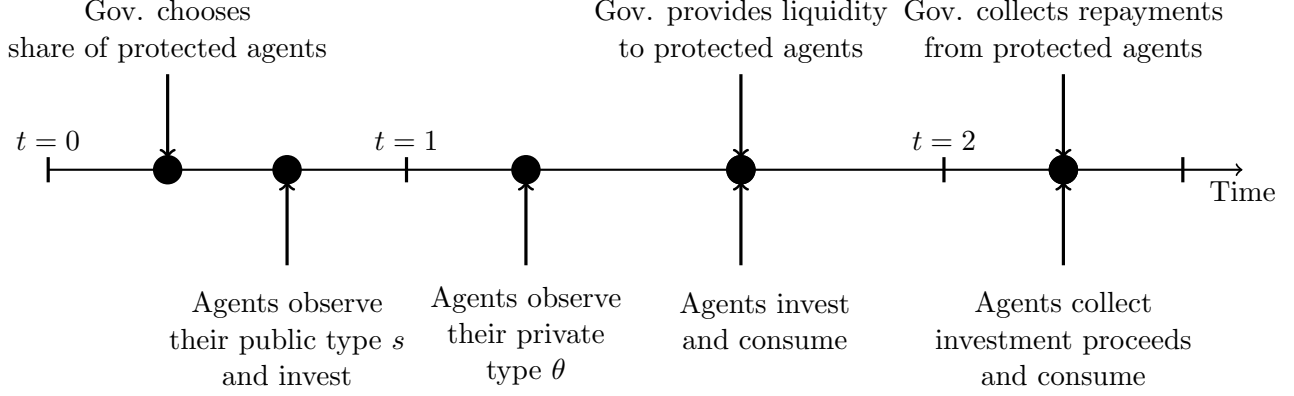 Gov. chooses
share of protected agents
Gov. provides liquidity
to protected agents
Gov. collects repayments
from protected agents
t = 0
t = 1
t = 2
Time
Agents observe
their public type s
and invest
Agents observe
their private
type θ
Agents invest
and consume
Agents collect
investment proceeds
and consume